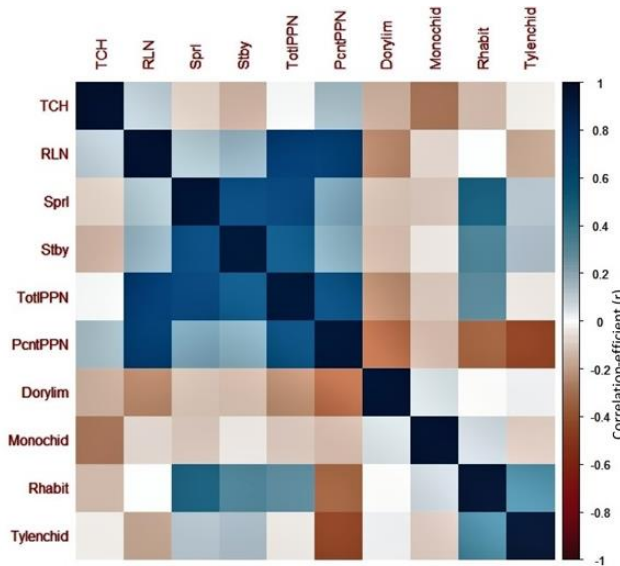 TCH RLN Sprl Stby TotlPPN PcntPPN Dorylim Monochid Rhabit Tylenchid
TCH
RLN
Sprl
Stby
TotlPPN
PcntPPN
Dorylim
Monochid
Rhabit
Tylenchid
1
0.8
0.6
0.4
0.2
0
-0.2
-0.4
-0.6
-0.8
-1
Correlation-efficient (r)